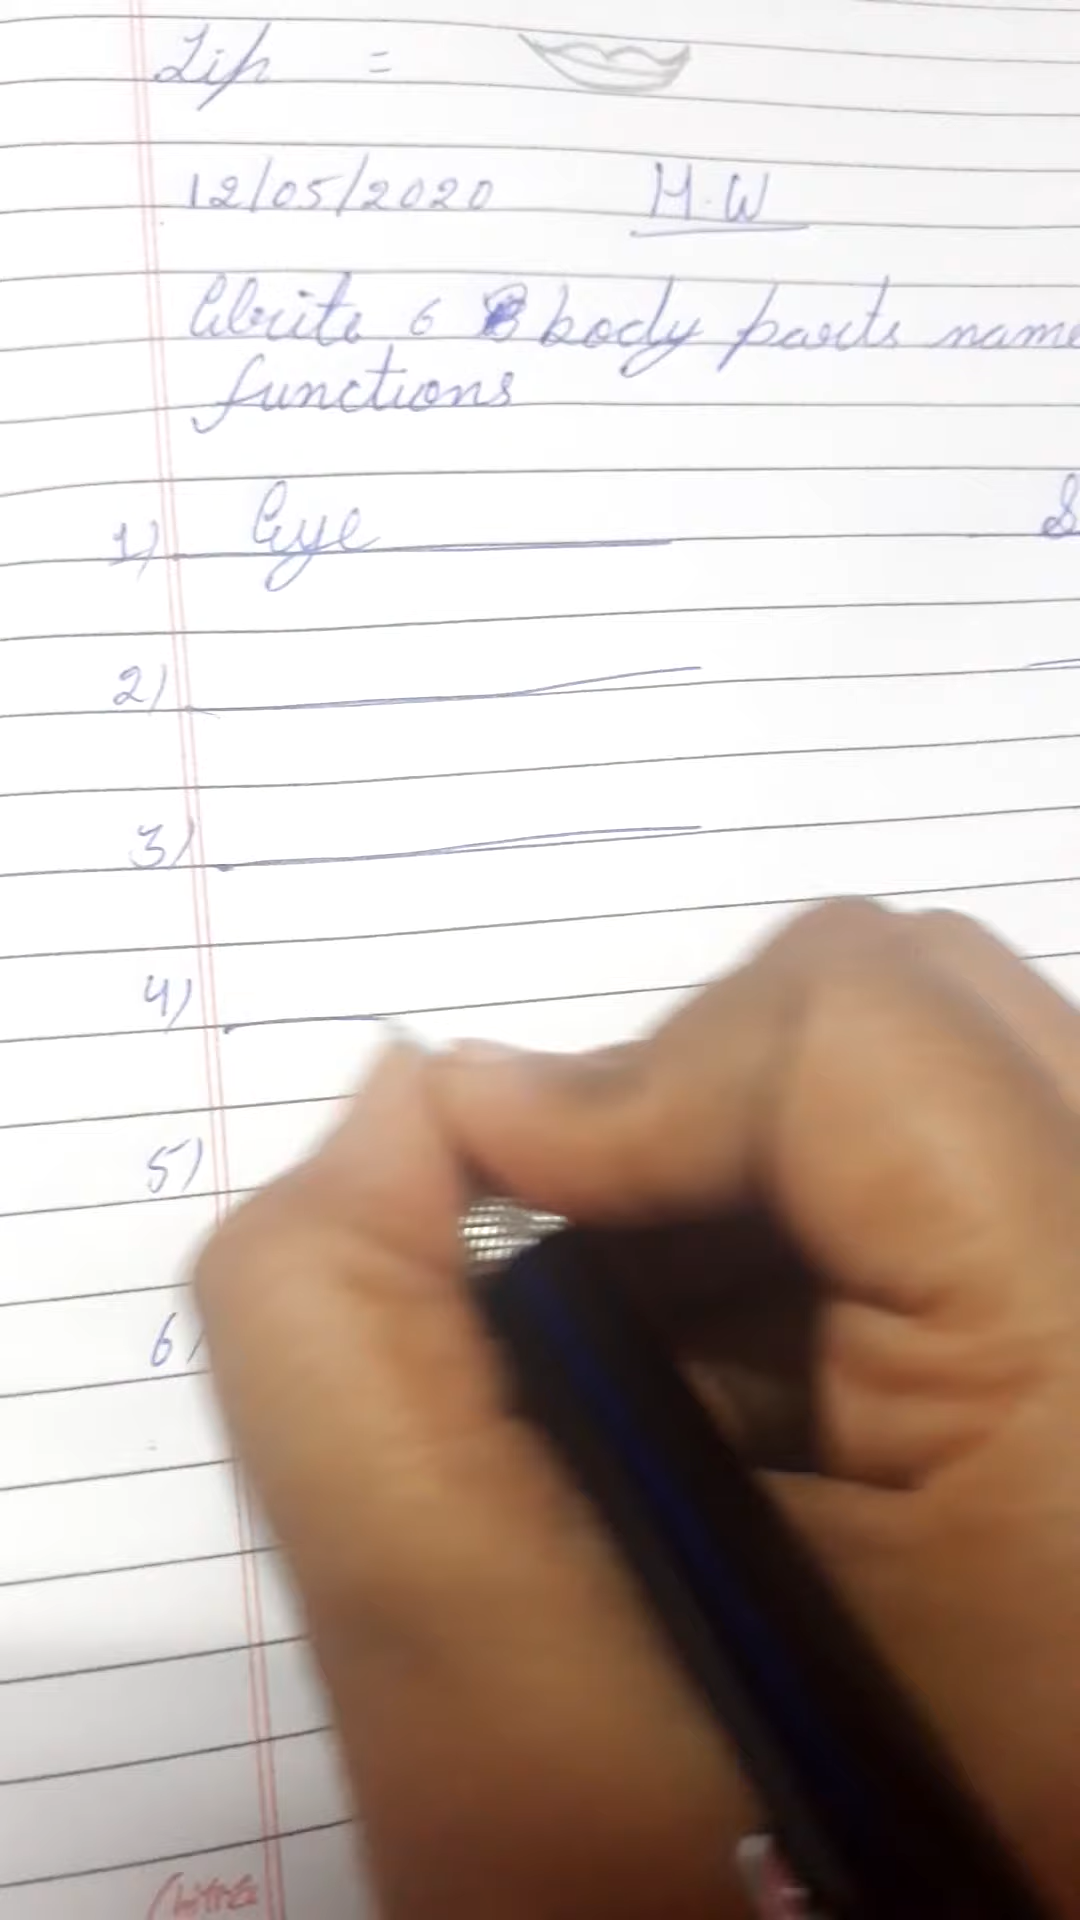 Lip =
12/05/2020 H.W
Write 6 body parts name
functions
1) Eye S
2)
3)
4)
5)
6)